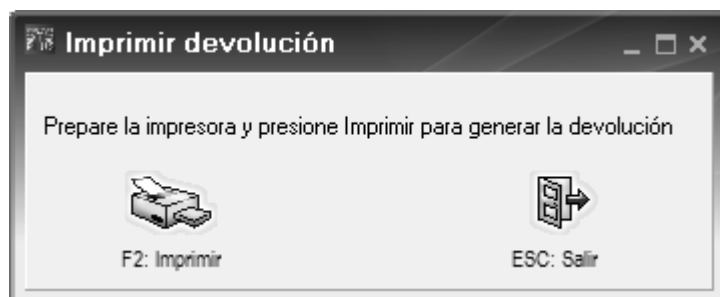 Imprimir devolución
Prepare la impresora y presione Imprimir para generar la devolución
F2: Imprimir
ESC: Salir